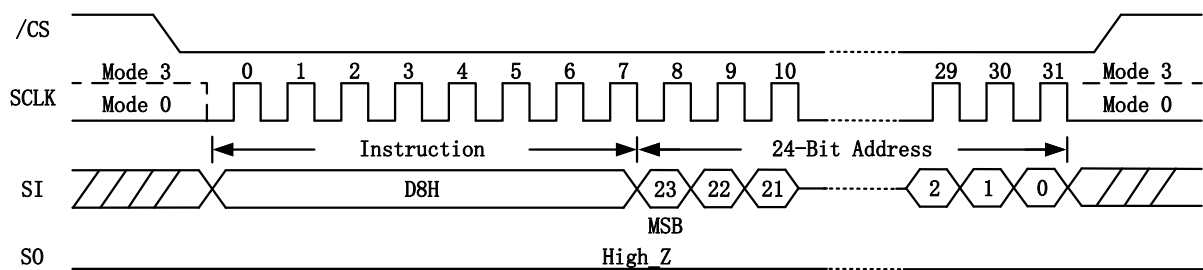 /CS
0 1 2 3 4 5 6 7 8 9 10 29 30 31
Mode 3 Mode 3
SCLK
Mode 0 Mode 0
Instruction 24-Bit Address
SI D8H 23 22 21 2 1 0
MSB
SO High_Z